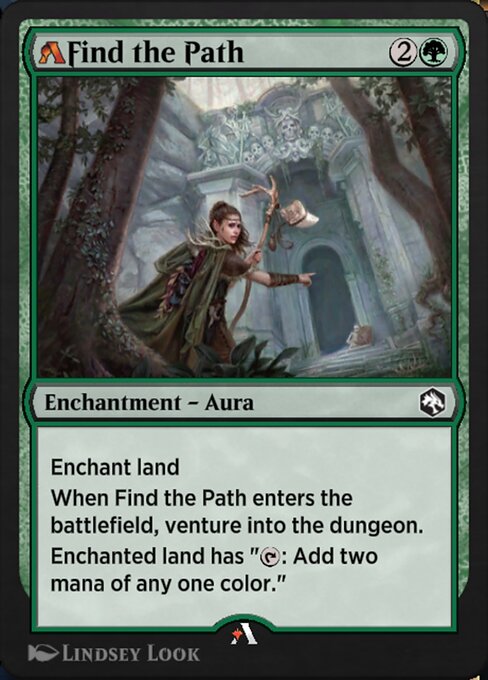 Find the Path 2
Enchantment – Aura
Enchant land
When Find the Path enters the
battlefield, venture into the dungeon.
Enchanted land has ": Add two
mana of any one color."
Lindsey Look